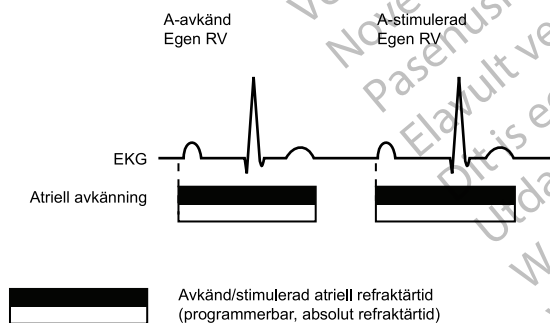 A-avkänd
Egen RV
A-stimulerad
Egen RV
EKG
Atriell avkänning
Avkänd/stimulerad atriell refraktärtid
(programmerbar, absolut refraktärtid)